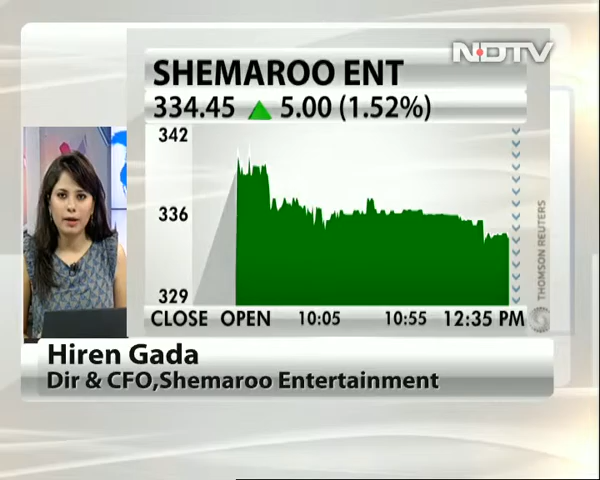 NDTV
SHEMAROO ENT
334.45 5.00 (1.52%)
342
336
329
CLOSE OPEN 10:05 10:55 12:35 PM
THOMSON REUTERS
Hiren Gada
Dir & CFO,Shemaroo Entertainment